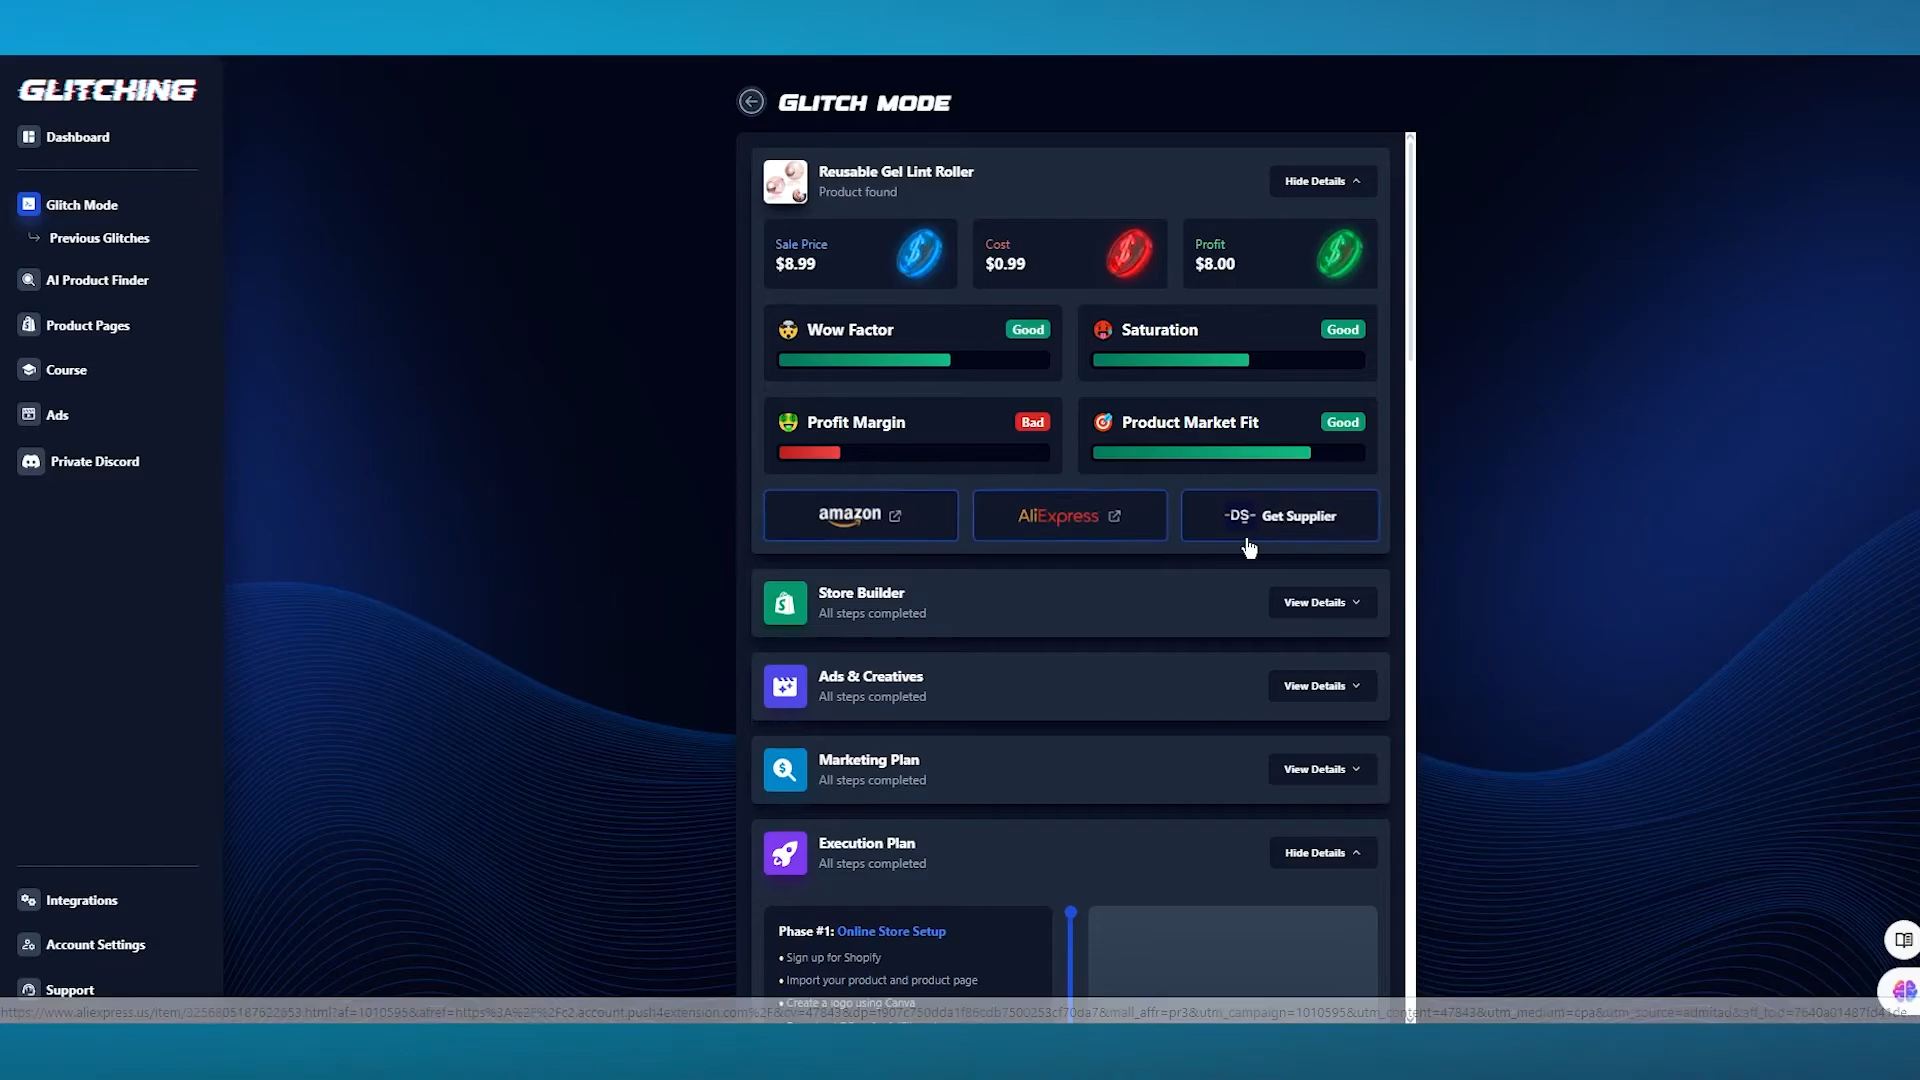 GLITCHING
Dashboard
Glitch Mode
Previous Glitches
AI Product Finder
Product Pages
Course
Ads
Private Discord
Integrations
Account Settings
Support
GLITCH MODE
Reusable Gel Lint Roller
Product found
Hide Details
Sale Price
$8.99
Cost
$0.99
Profit
$8.00
Wow Factor
Good
Saturation
Good
Profit Margin
Bad
Product Market Fit
Good
amazon
AliExpress
-DS- Get Supplier
Store Builder
All steps completed
View Details
Ads & Creatives
All steps completed
View Details
Marketing Plan
All steps completed
View Details
Execution Plan
All steps completed
Hide Details
Phase #1: Online Store Setup
• Sign up for Shopify
• Import your product and product page
• Create a logo using Canva